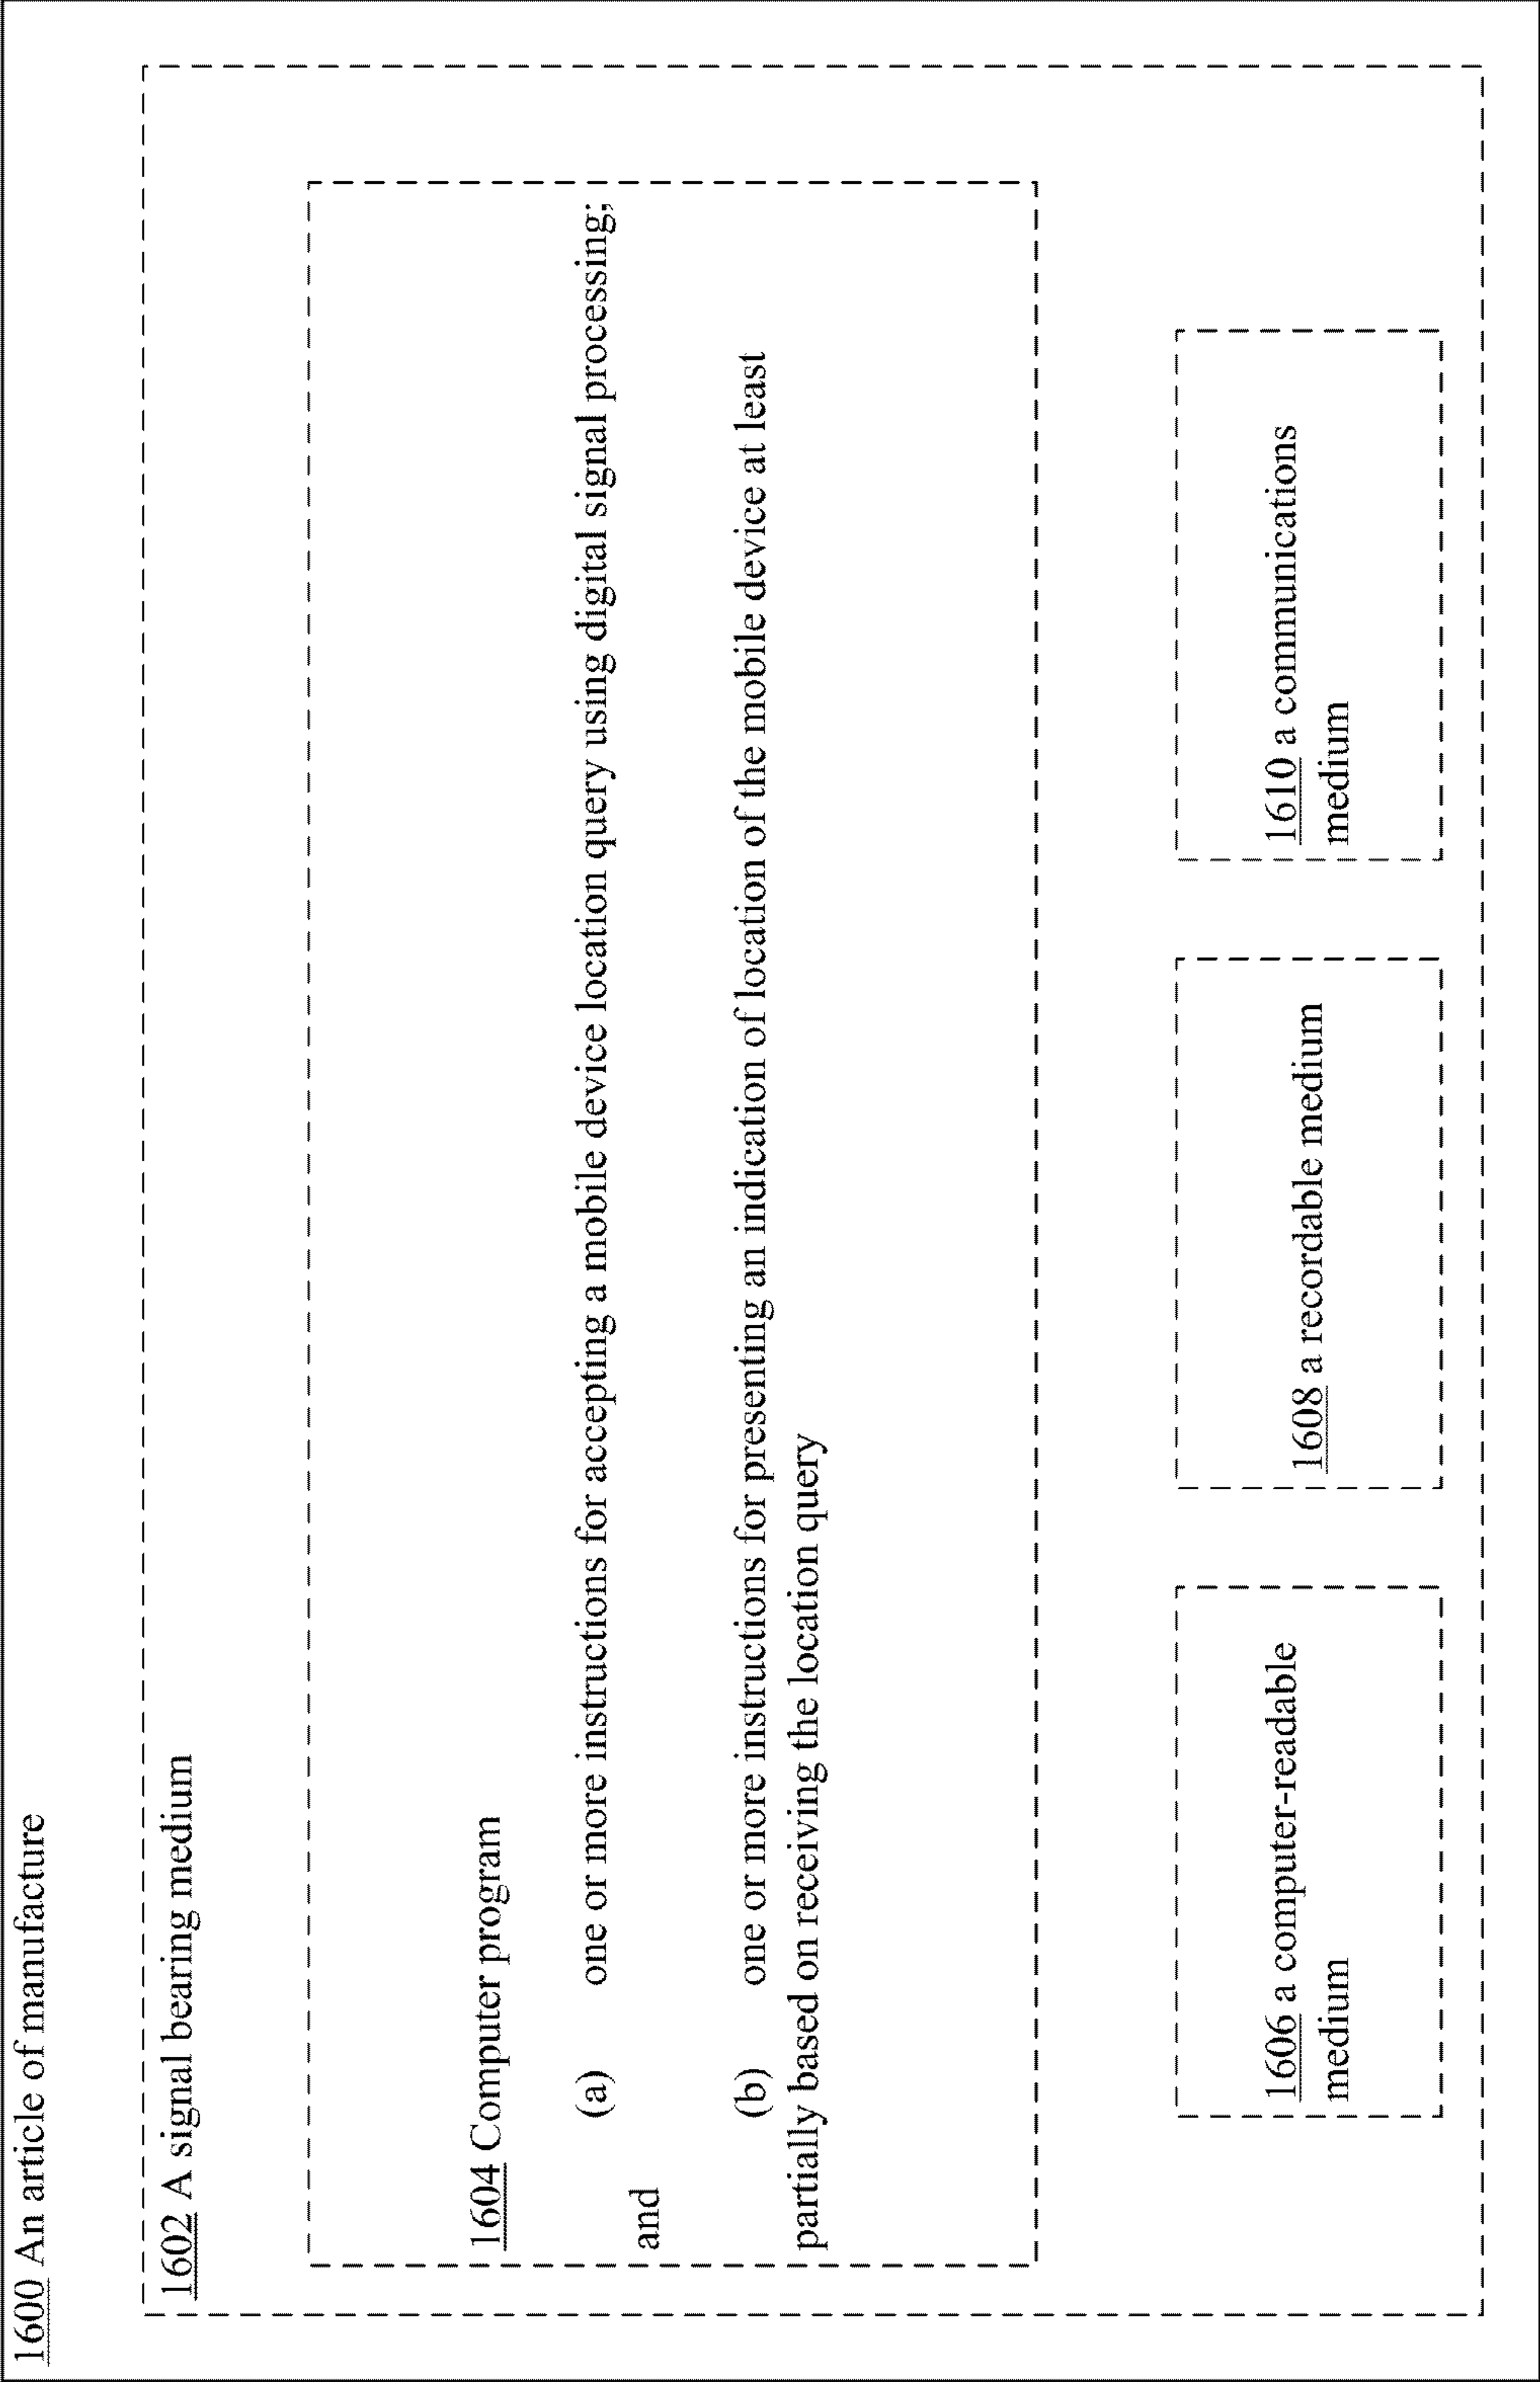 1600 An article of manufacture
1602 A signal bearing medium
1604 Computer program
(a) one or more instructions for accepting a mobile device location query using digital signal processing;
and
(b) one or more instructions for presenting an indication of location of the mobile device at least
partially based on receiving the location query
1606 a computer-readable
medium
1608 a recordable medium
1610 a communications
medium